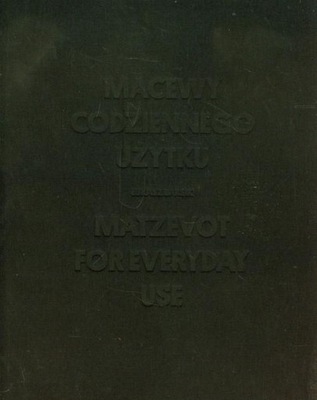 MACEWY
CODZIENNEGO
UŻYTKU
MATZEVOT
FOR EVERYDAY
USE